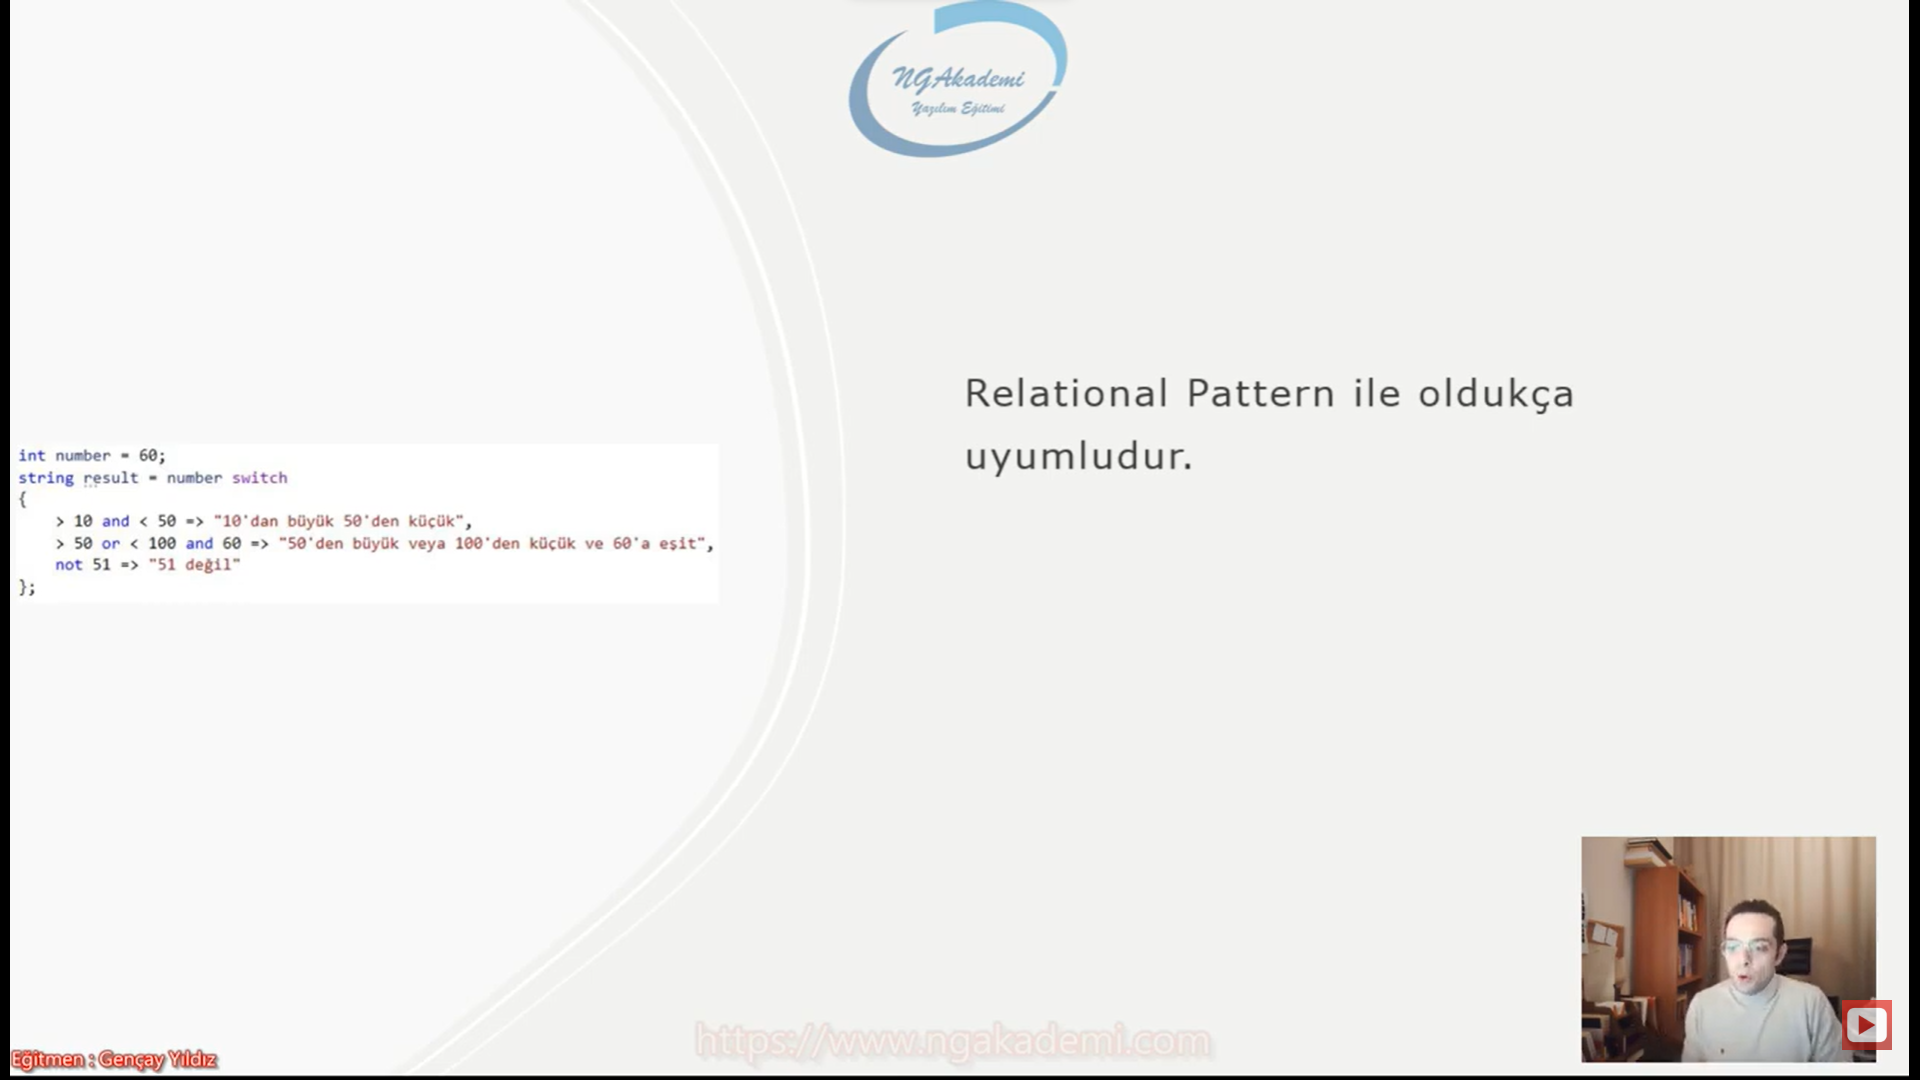 NGAkademi
Yazılım Eğitimi
Relational Pattern ile oldukça
uyumludur.
int number = 60;
string result = number switch
{
    > 10 and < 50 => "10'dan büyük 50'den küçük",
    > 50 or < 100 and 60 => "50'den büyük veya 100'den küçük ve 60'a eşit",
    not 51 => "51 değil"
};
https://www.ngakademi.com
Eğitmen : Gençay Yıldız